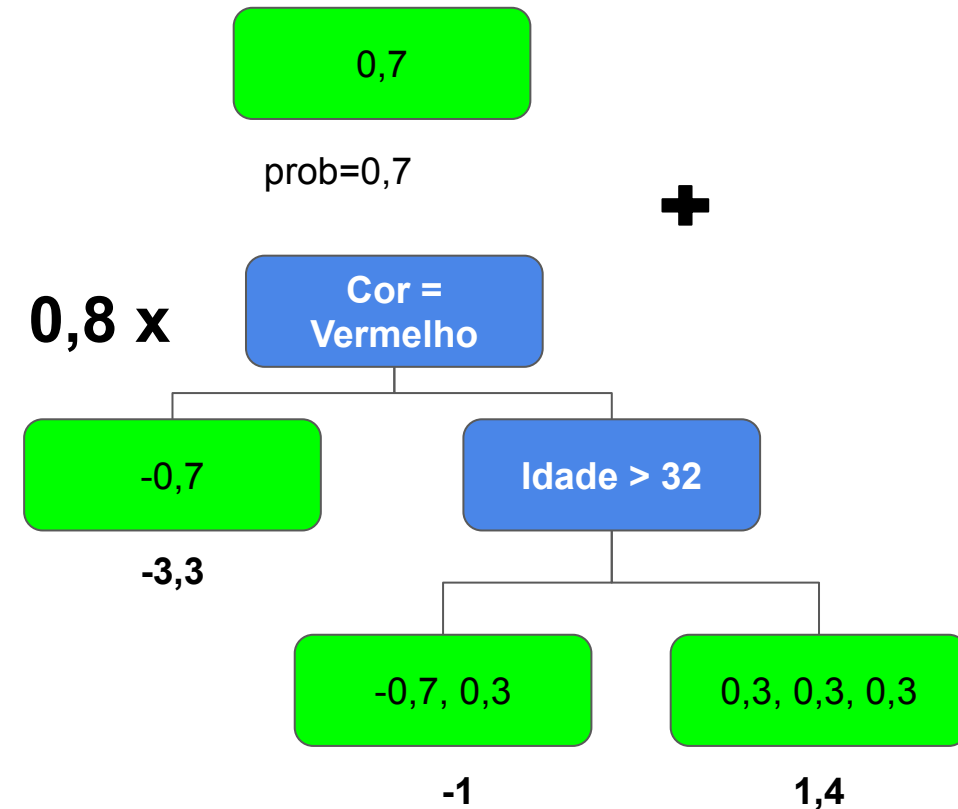 0,7
prob=0,7
0,8 x
Cor =
Vermelho
-0,7
Idade > 32
-3,3
-0,7, 0,3
0,3, 0,3, 0,3
-1
1,4